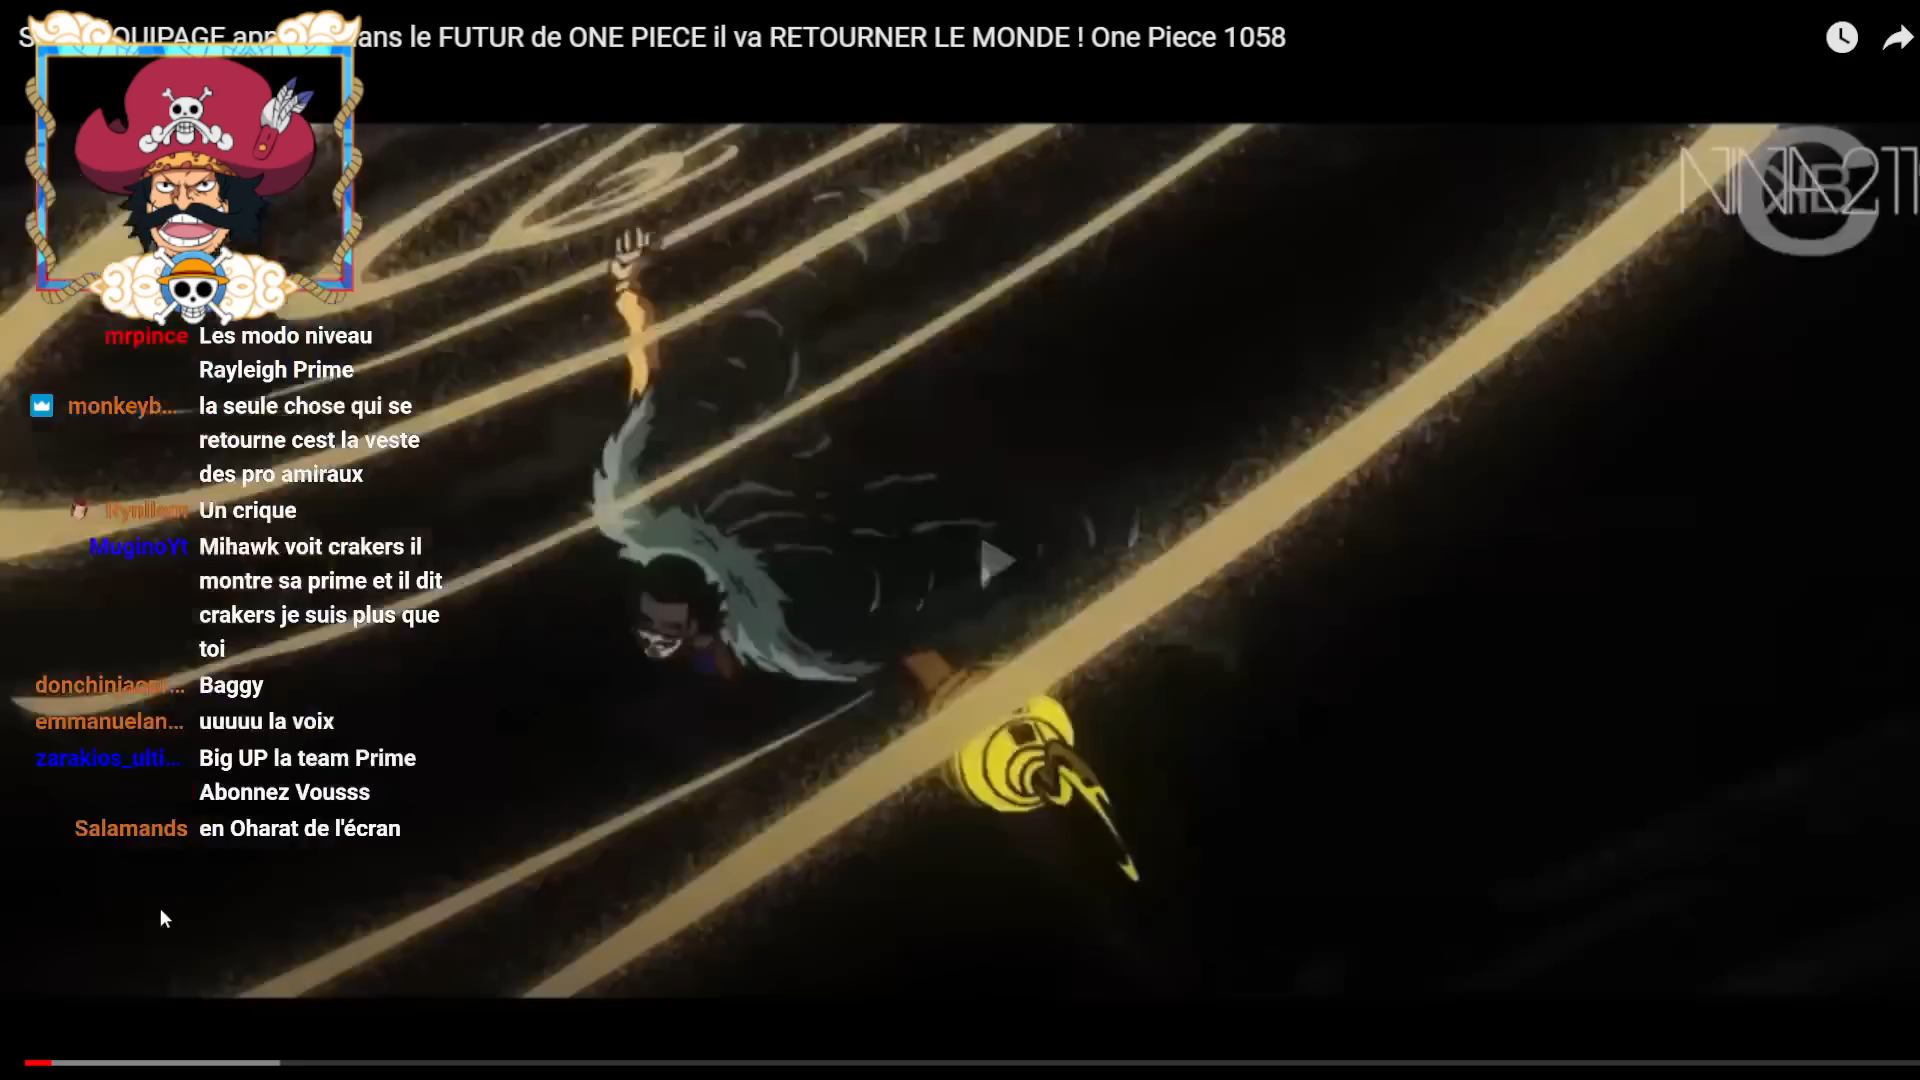 dans le FUTUR de ONE PIECE il va RETOURNER LE MONDE ! One Piece 1058
mrpince Les modo niveau
Rayleigh Prime
monkeyb... la seule chose qui se
retourne cest la veste
des pro amiraux
Un crique
MuginoYt Mihawk voit crakers il
montre sa prime et il dit
crakers je suis plus que
toi
Baggy
emmanuelan... uuuuu la voix
zarakios_ulti... Big UP la team Prime
Abonnez Vousss
Salamands en Oharat de l'écran